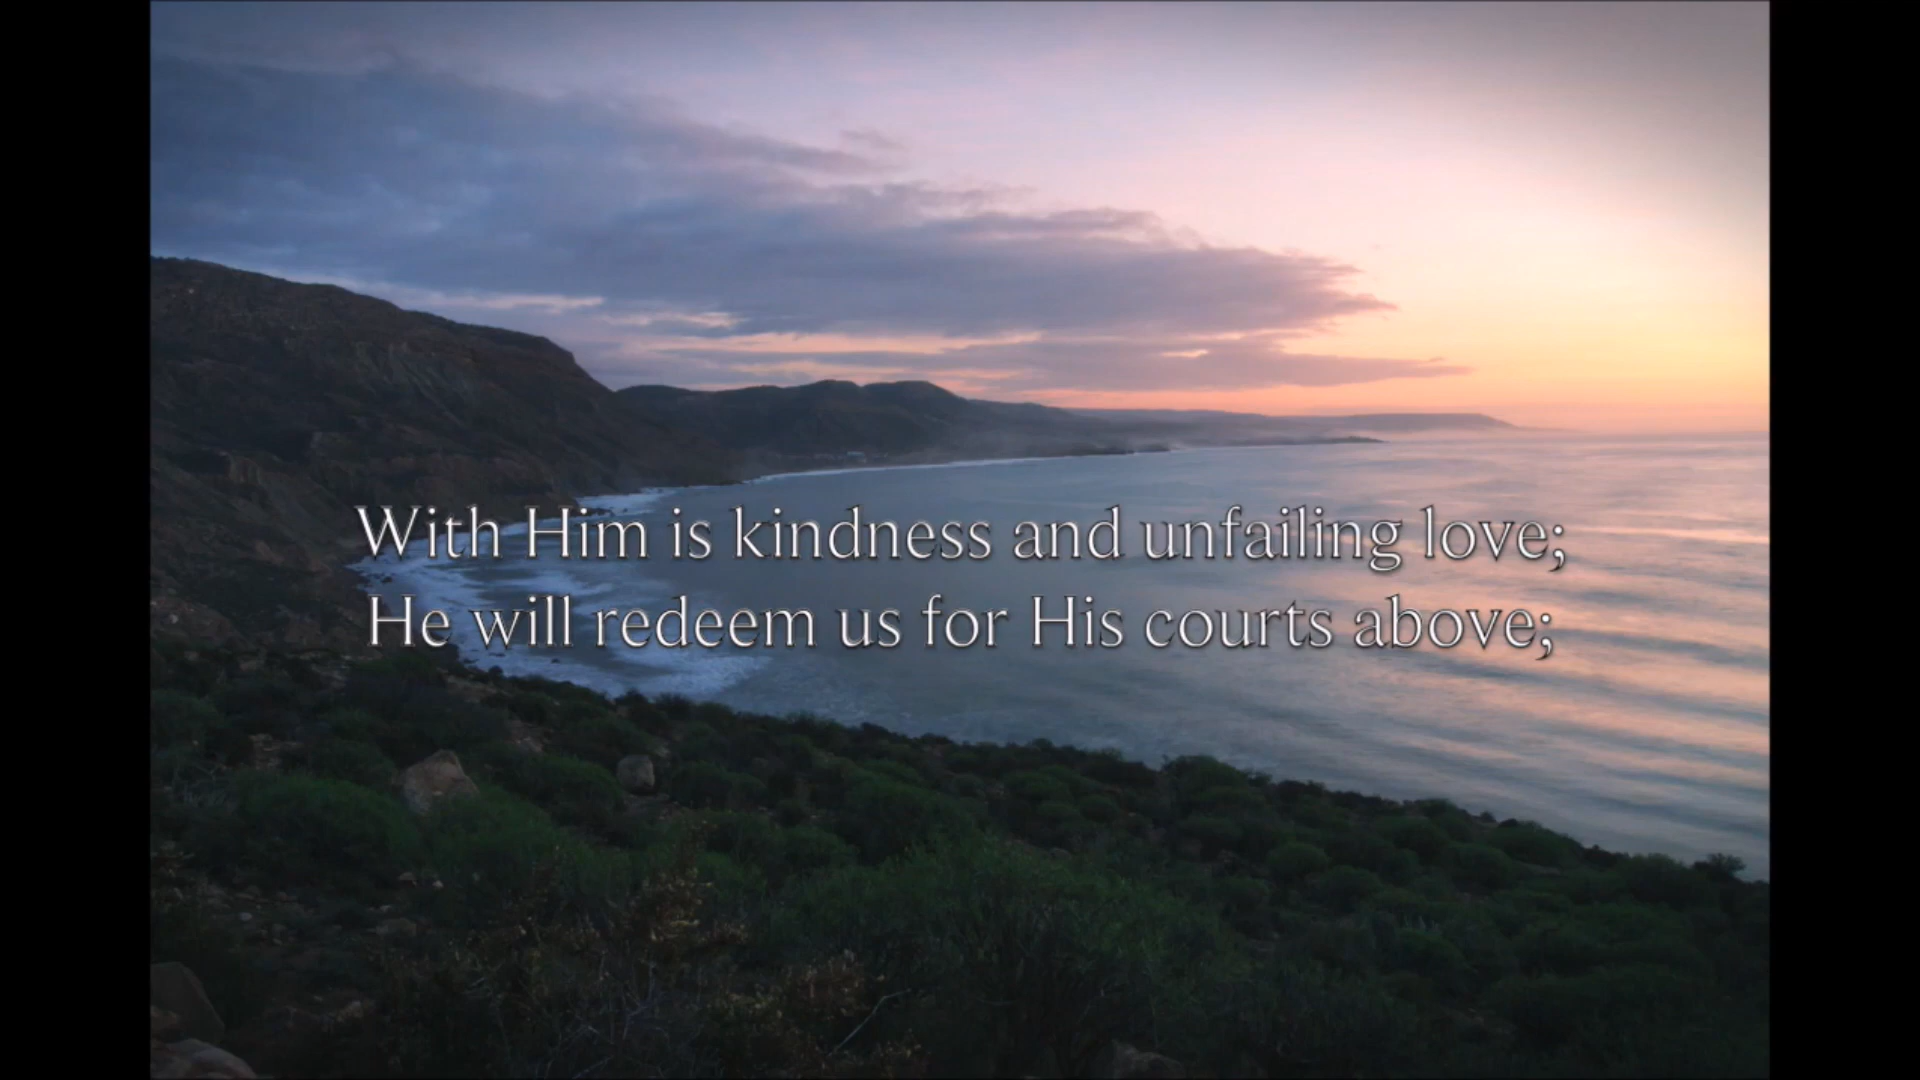 With Him is kindness and unfailing love;
He will redeem us for His courts above;